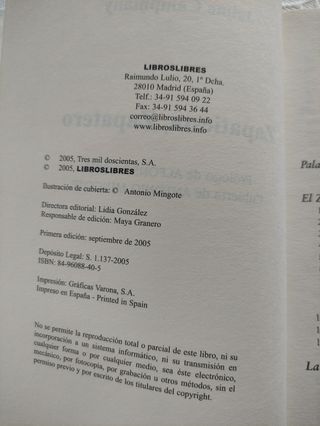 LIBROSLIBRES
Raimundo Lulio, 20, 1º Dcha.
28010 Madrid (España)
Telf.: 34-91 594 09 22
Fax: 34-91 594 36 44
correo@libroslibres.info
www.libroslibres.info
© 2005, Tres mil doscientas, S.A.
© 2005, LIBROSLIBRES
Ilustración de cubierta: © Antonio Mingote
Directora editorial: Lidia González
Responsable de edición: Maya Granero
Primera edición: septiembre de 2005
Depósito Legal: S. 1.137-2005
ISBN: 84-96088-40-5
Impresión: Gráficas Varona, S.A.
Impreso en España - Printed in Spain
No se permite la reproducción total o parcial de este libro, ni su
incorporación a un sistema informático, ni su transmisión en
cualquier forma o por cualquier medio, sea éste electrónico,
mecánico, por fotocopia, por grabación u otros métodos, sin el
permiso previo y por escrito de los titulares del copyright.
Pala
El Z
La